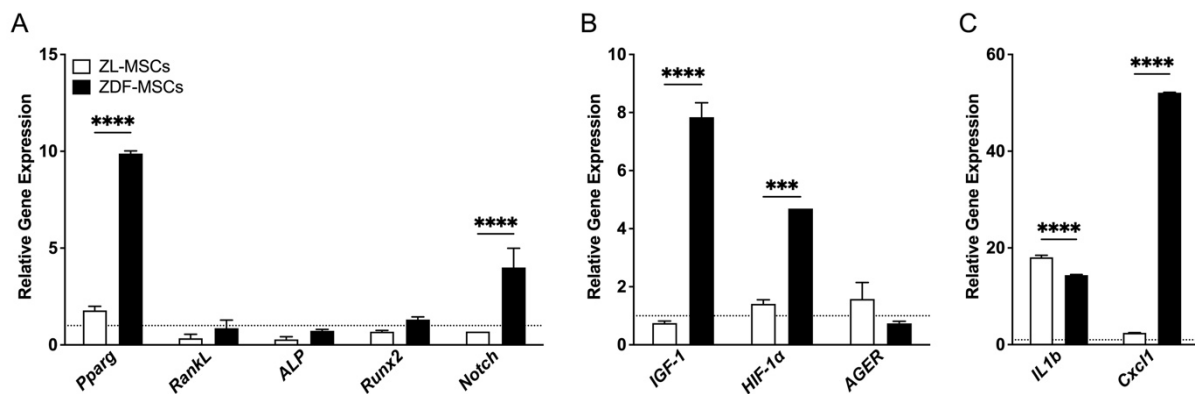 A
Relative Gene Expression
15
10
5
0
ZL-MSCs
ZDF-MSCs
****
****
Pparg
RankL
ALP
Runx2
Notch
B
Relative Gene Expression
10
8
6
4
2
0
****
***
IGF-1
HIF-1α
AGER
C
Relative Gene Expression
60
40
20
0
****
****
IL1b
Cxcl1